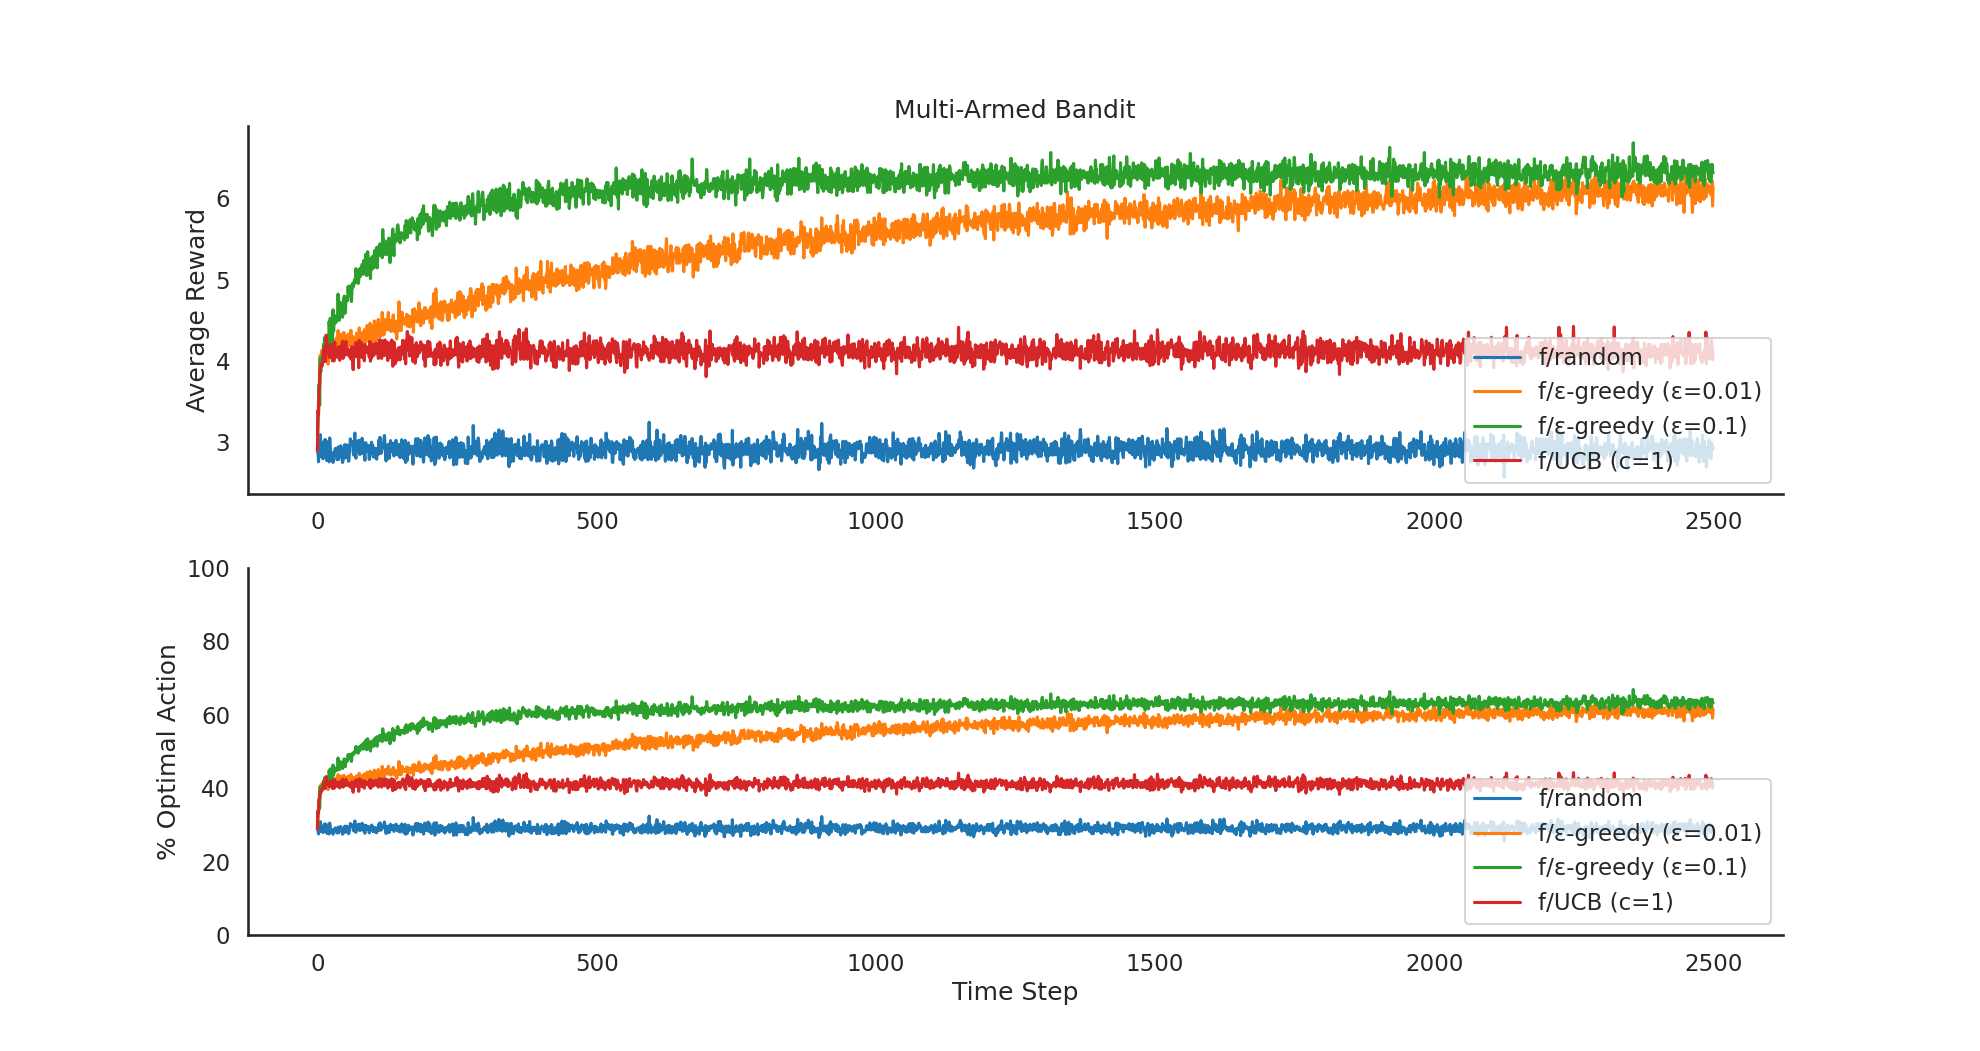 Multi-Armed Bandit
Average Reward
6
5
4
3
f/random
f/ε-greedy (ε=0.01)
f/ε-greedy (ε=0.1)
f/UCB (c=1)
0 500 1000 1500 2000 2500
% Optimal Action
100
80
60
40
20
0
f/random
f/ε-greedy (ε=0.01)
f/ε-greedy (ε=0.1)
f/UCB (c=1)
0 500 1000 1500 2000 2500
Time Step